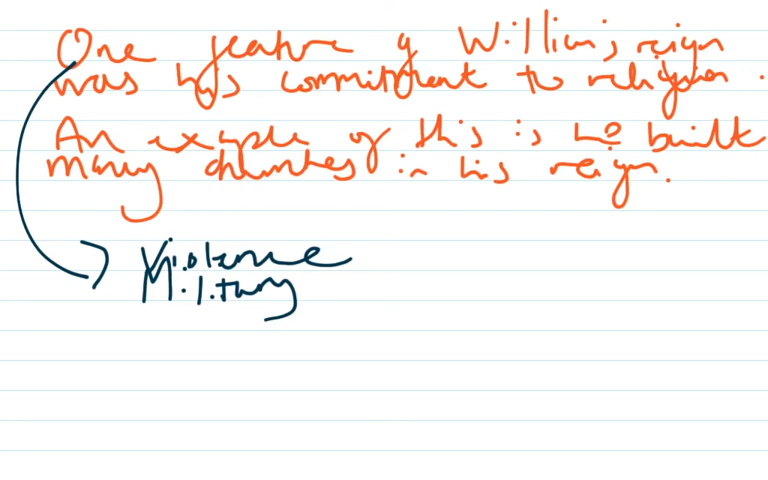 One feature of William's reign
was his commitment to religion.
An example of this is he built
many churches in his reign.
Violence
Military